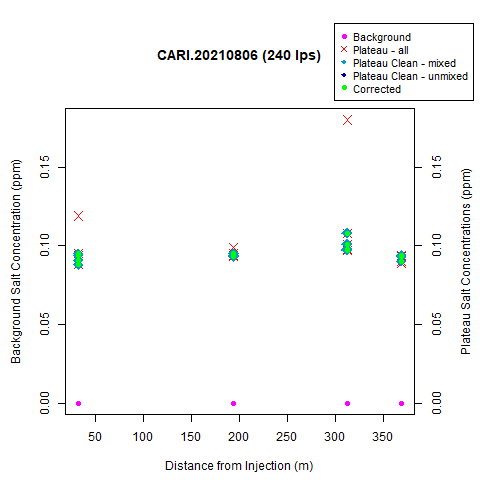 CARI.20210806 (240 lps)
Background
Plateau - all
Plateau Clean - mixed
Plateau Clean - unmixed
Corrected
Background Salt Concentration (ppm)
0.15
0.10
0.05
0.00
0.15
0.10
0.05
0.00
Plateau Salt Concentrations (ppm)
50 100 150 200 250 300 350
Distance from Injection (m)